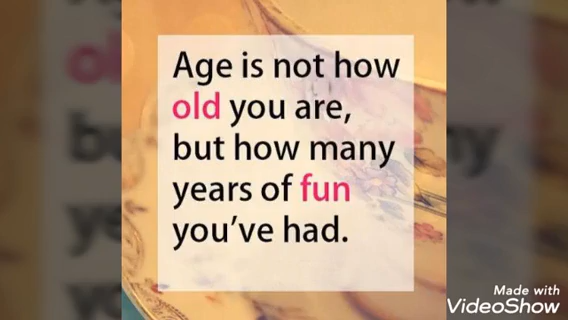 Age is not how
old you are,
but how many
years of fun
you've had.
Made with
VideoShow